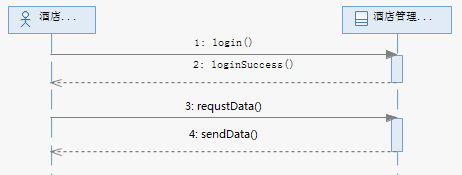 酒店...
酒店管理...
1: login()
2: loginSuccess()
3: requstData()
4: sendData()